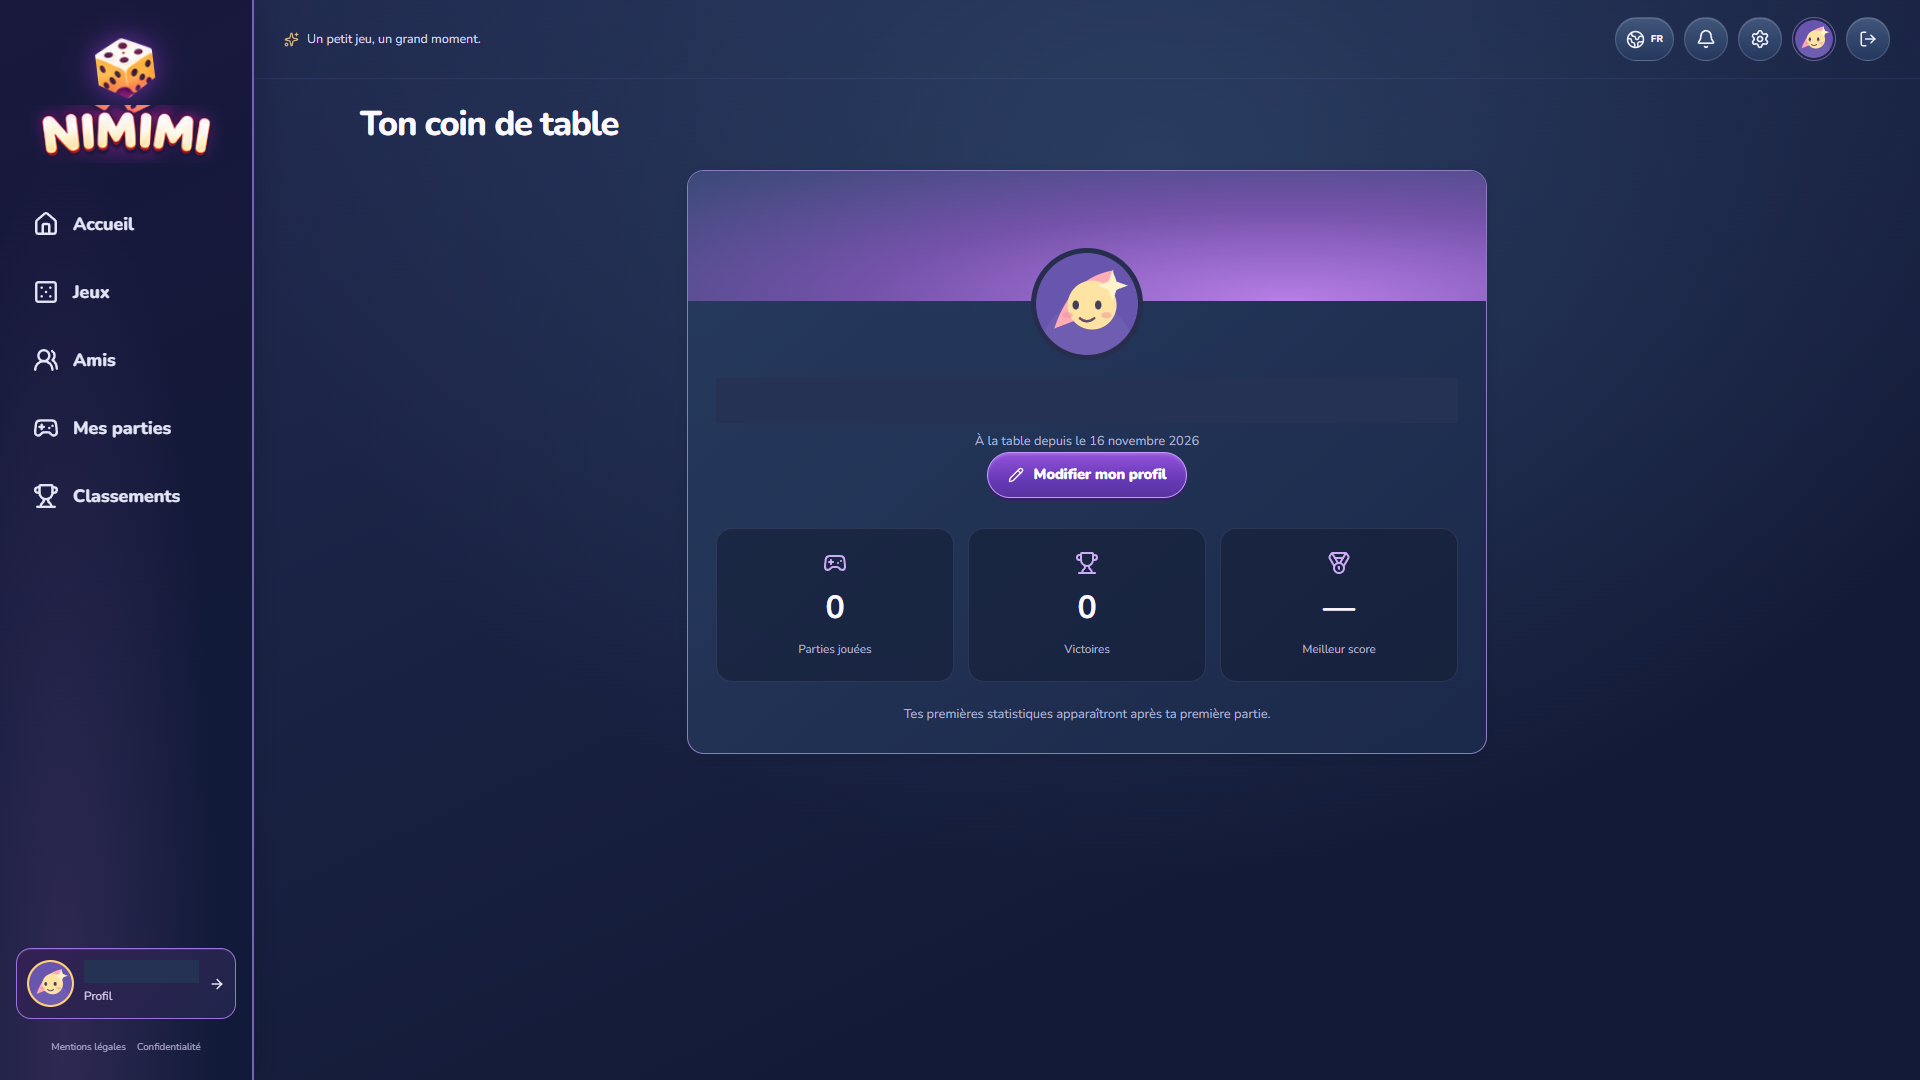 NIMIMI
Accueil
Jeux
Amis
Mes parties
Classements
Profil
Mentions légales Confidentialité
Un petit jeu, un grand moment.
FR
Ton coin de table
À la table depuis le 16 novembre 2026
Modifier mon profil
0
Parties jouées
0
Victoires
—
Meilleur score
Tes premières statistiques apparaîtront après ta première partie.